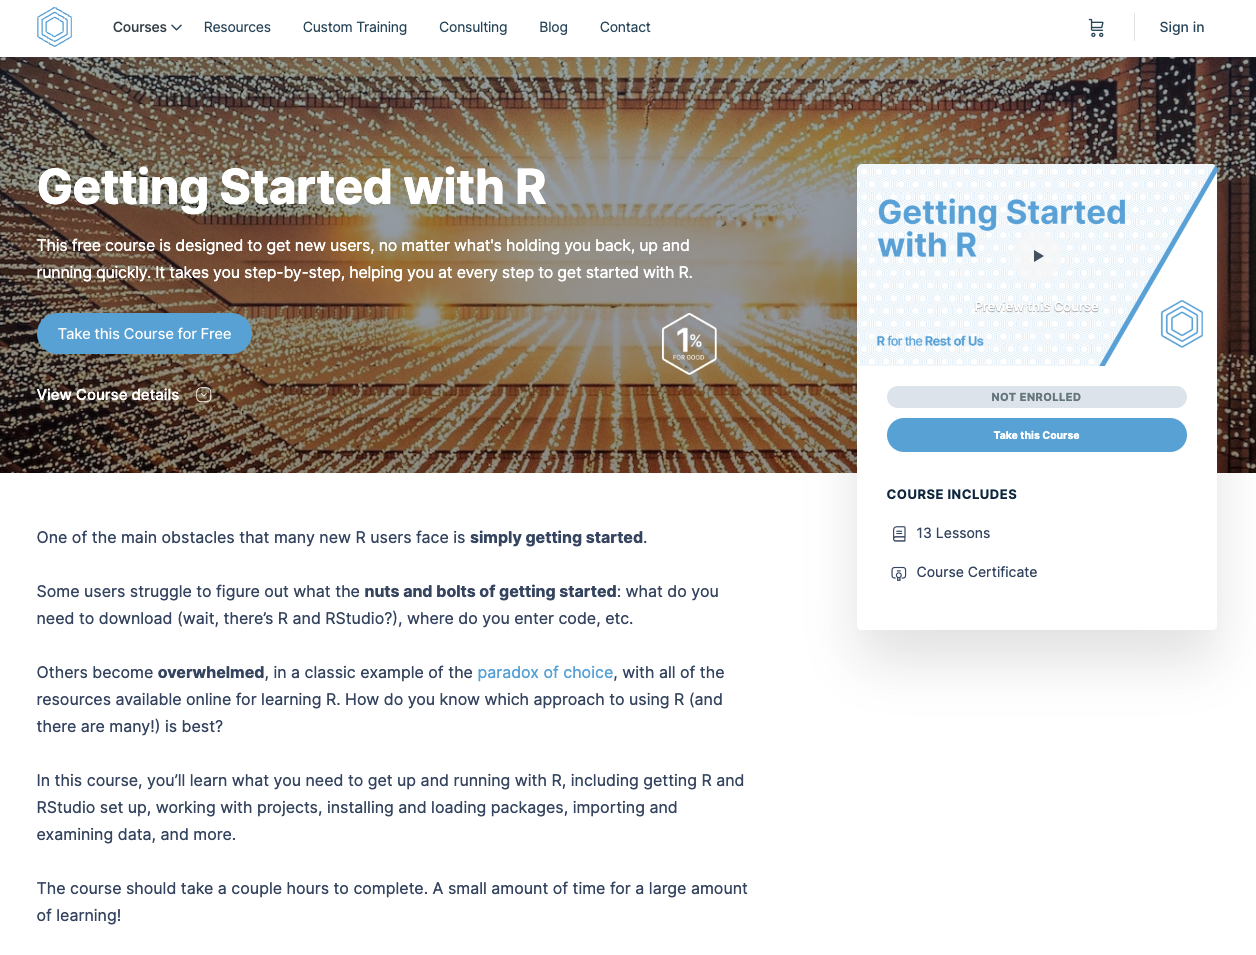 Courses
Resources
Custom Training
Consulting
Blog
Contact
Sign in
Getting Started with R
This free course is designed to get new users, no matter what's holding you back, up and
running quickly. It takes you step-by-step, helping you at every step to get started with R.
Take this Course for Free
1%
FOR GOOD
View Course details
Getting Started
with R
Preview this Course
R for the Rest of Us
NOT ENROLLED
Take this Course
COURSE INCLUDES
13 Lessons
Course Certificate
One of the main obstacles that many new R users face is simply getting started.
Some users struggle to figure out what the nuts and bolts of getting started: what do you
need to download (wait, there’s R and RStudio?), where do you enter code, etc.
Others become overwhelmed, in a classic example of the paradox of choice, with all of the
resources available online for learning R. How do you know which approach to using R (and
there are many!) is best?
In this course, you’ll learn what you need to get up and running with R, including getting R and
RStudio set up, working with projects, installing and loading packages, importing and
examining data, and more.
The course should take a couple hours to complete. A small amount of time for a large amount
of learning!